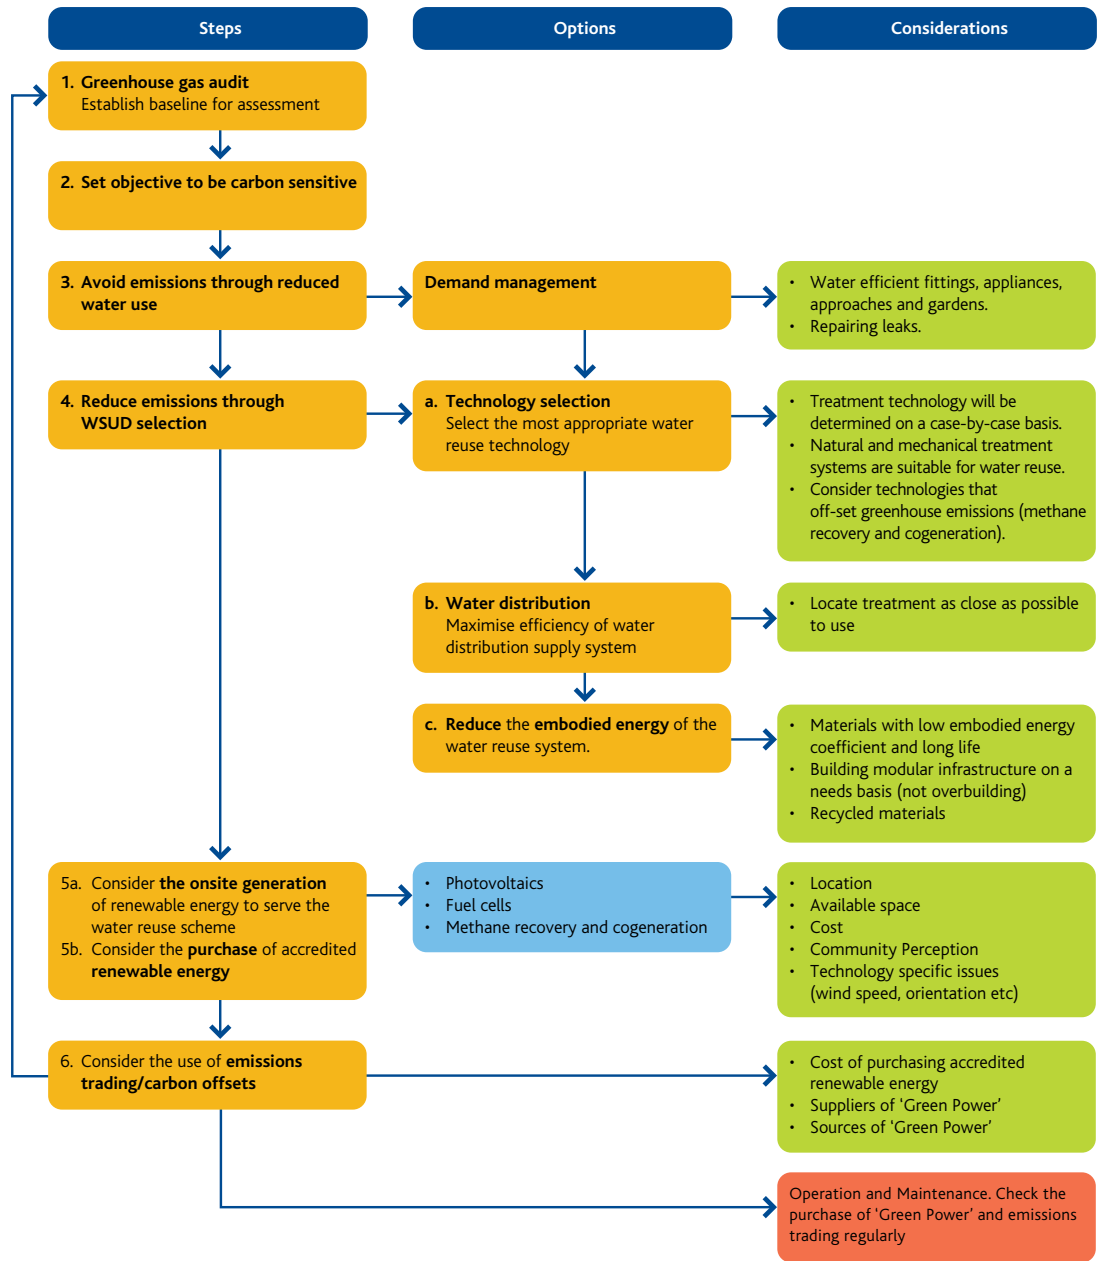 Steps
Options
Considerations
1. Greenhouse gas audit
Establish baseline for assessment
2. Set objective to be carbon sensitive
3. Avoid emissions through reduced
water use
Demand management
• Water efficient fittings, appliances,
approaches and gardens.
• Repairing leaks.
4. Reduce emissions through
WSUD selection
a. Technology selection
Select the most appropriate water
reuse technology
• Treatment technology will be
determined on a case-by-case basis.
• Natural and mechanical treatment
systems are suitable for water reuse.
• Consider technologies that
off-set greenhouse emissions (methane
recovery and cogeneration).
b. Water distribution
Maximise efficiency of water
distribution supply system
• Locate treatment as close as possible
to use
c. Reduce the embodied energy of the
water reuse system.
• Materials with low embodied energy
coefficient and long life
• Building modular infrastructure on a
needs basis (not overbuilding)
• Recycled materials
5a. Consider the onsite generation
of renewable energy to serve the
water reuse scheme
5b. Consider the purchase of accredited
renewable energy
• Photovoltaics
• Fuel cells
• Methane recovery and cogeneration
• Location
• Available space
• Cost
• Community Perception
• Technology specific issues
(wind speed, orientation etc)
6. Consider the use of emissions
trading/carbon offsets
• Cost of purchasing accredited
renewable energy
• Suppliers of ‘Green Power’
• Sources of ‘Green Power’
Operation and Maintenance. Check the
purchase of ‘Green Power’ and emissions
trading regularly